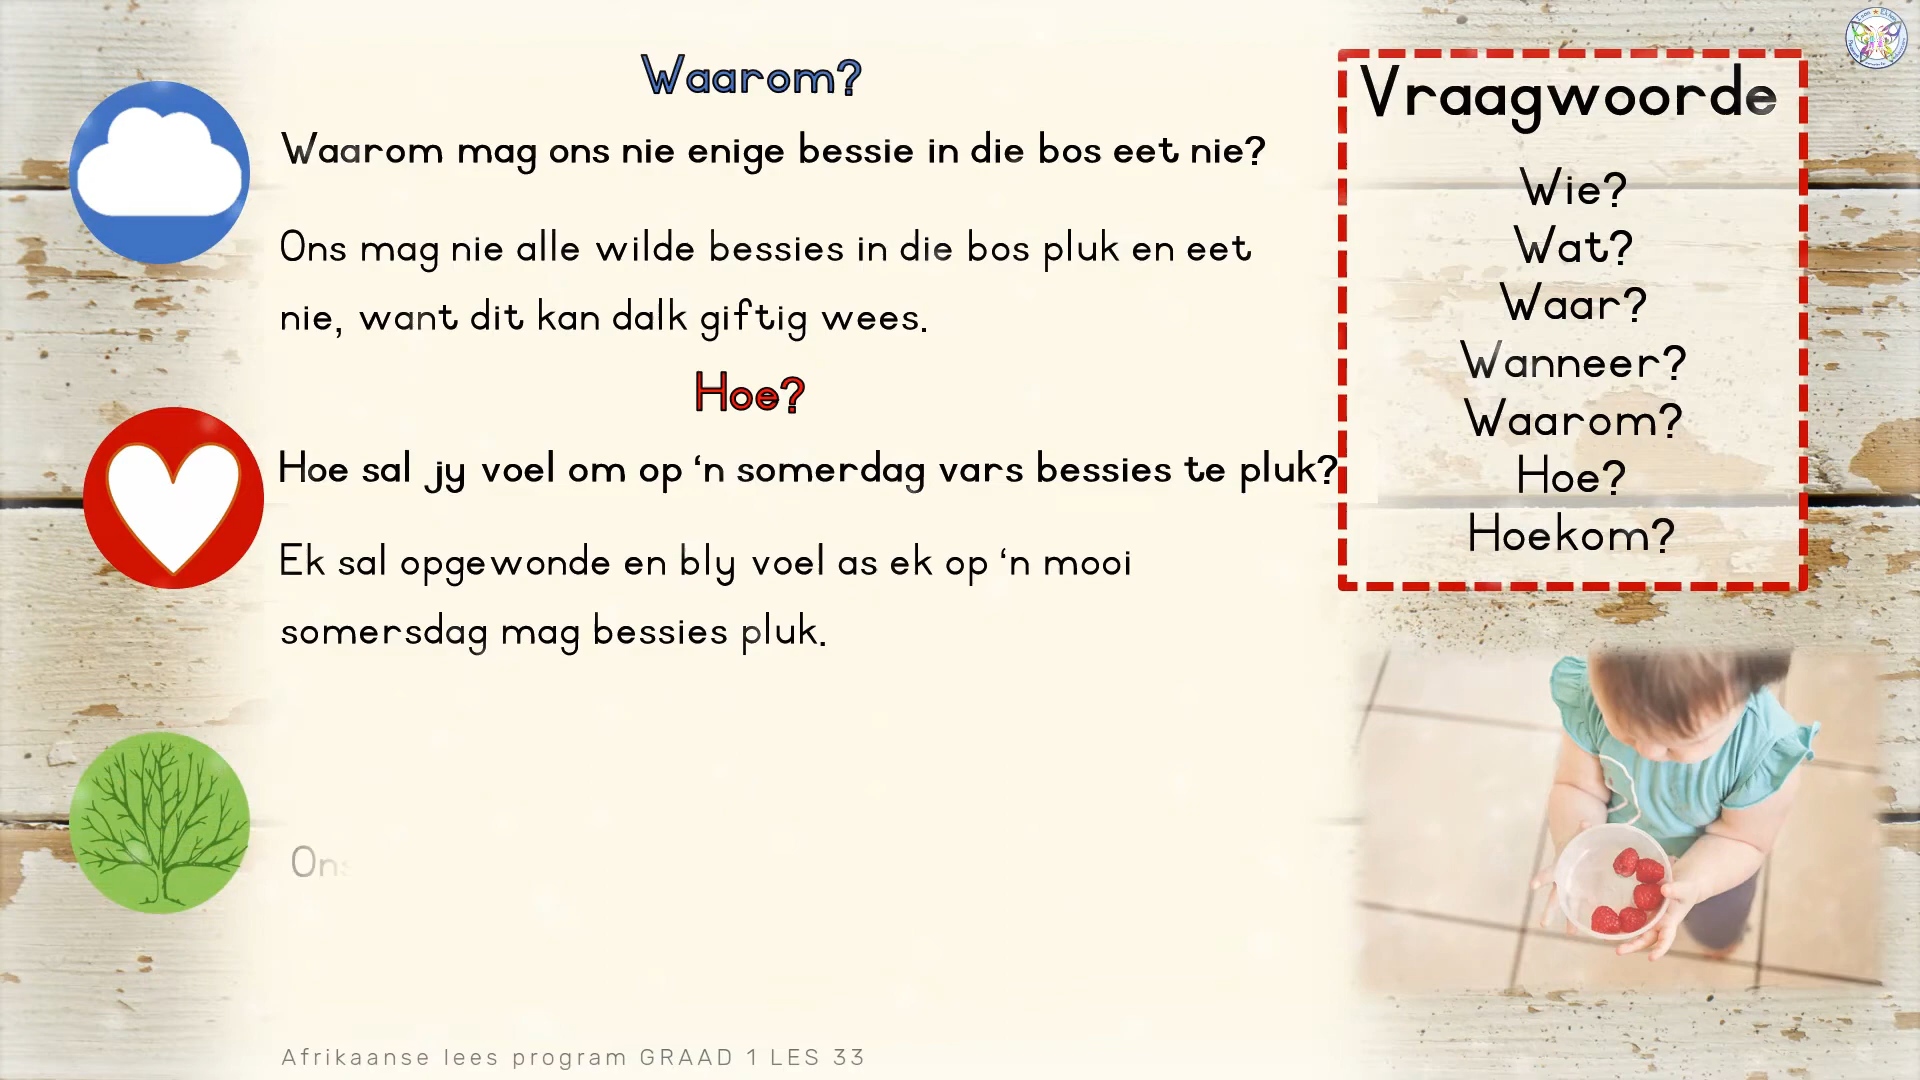 Waarom?
Waarom mag ons nie enige bessie in die bos eet nie?
Ons mag nie alle wilde bessies in die bos pluk en eet
nie, want dit kan dalk giftig wees.
Hoe?
Hoe sal jy voel om op ‘n somerdag vars bessies te pluk?
Ek sal opgewonde en bly voel as ek op ‘n mooi
somersdag mag bessies pluk.
Ons
Vraagwoorde
Wie?
Wat?
Waar?
Wanneer?
Waarom?
Hoe?
Hoekom?
Afrikaanse lees program GRAAD 1 LES 33